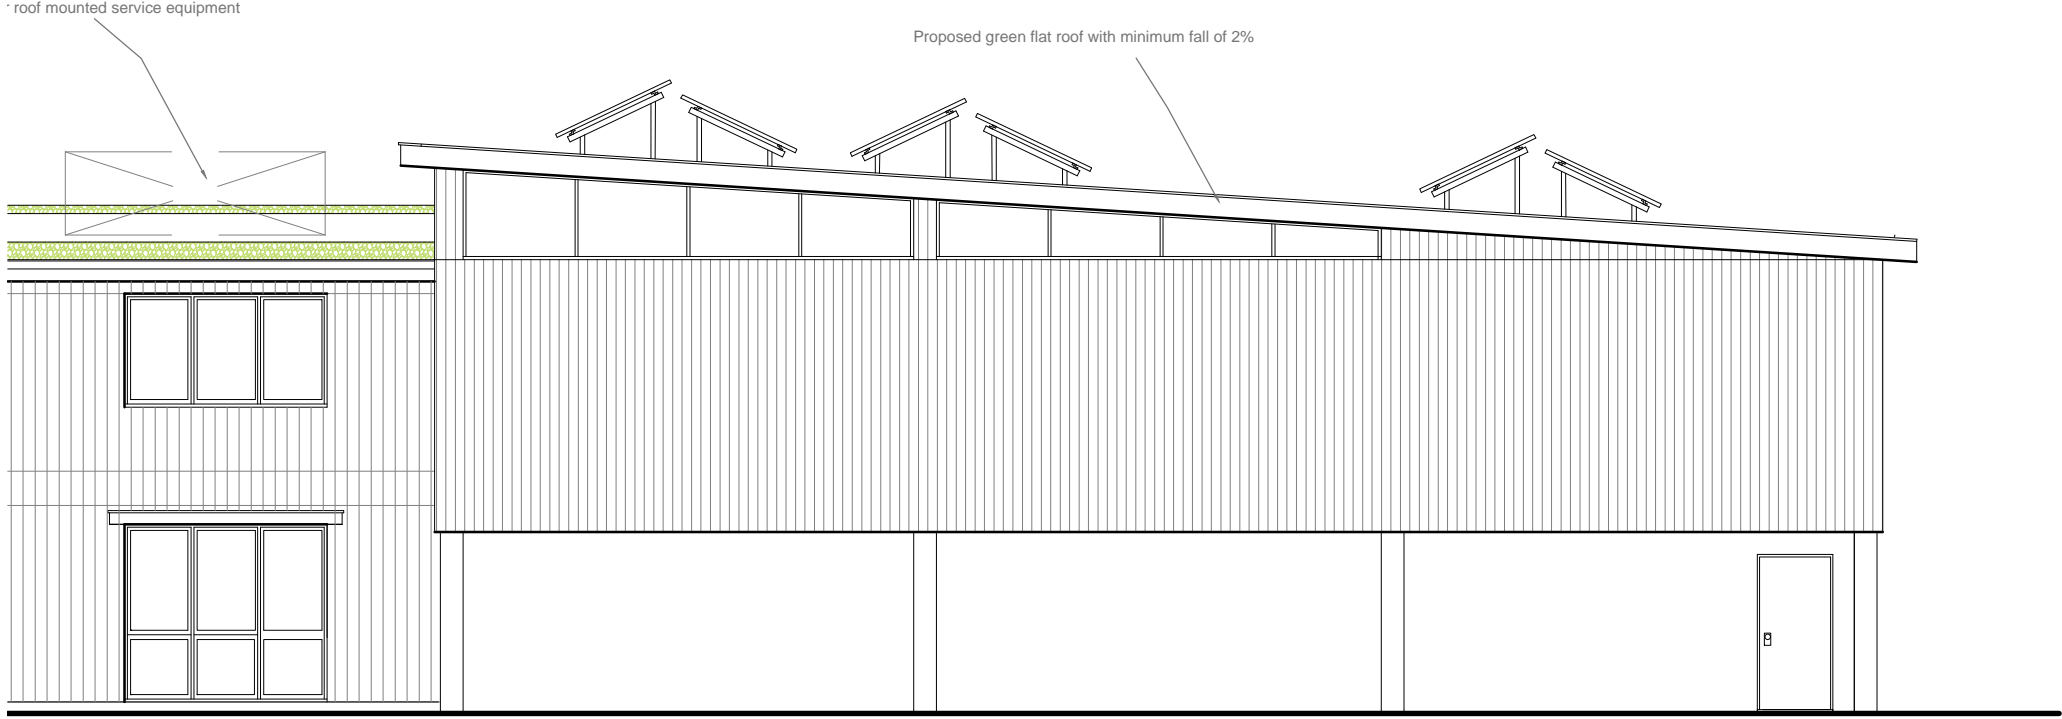 roof mounted service equipment
Proposed green flat roof with minimum fall of 2%